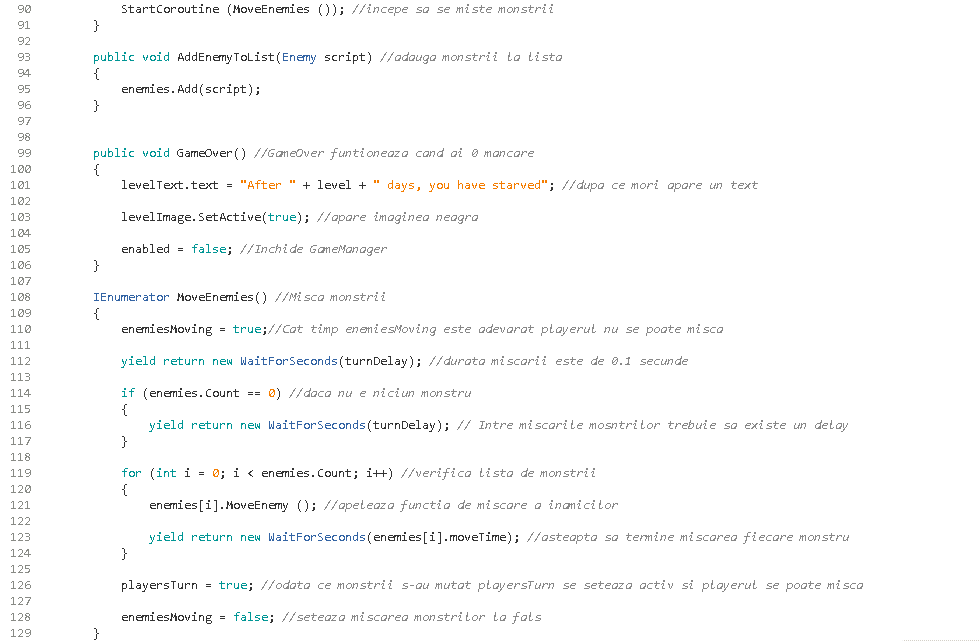 90 StartCoroutine (MoveEnemies ()); //incepe sa se miste monstrii
91 }
92
93 public void AddEnemyToList(Enemy script) //adauga monstrii la lista
94 {
95 enemies.Add(script);
96 }
97
98
99 public void GameOver() //GameOver funtioneaza cand ai 0 mancare
100 {
101 levelText.text = "After " + level + " days, you have starved"; //dupa ce mori apare un text
102
103 levelImage.SetActive(true); //apare imaginea neagra
104
105 enabled = false; //Inchide GameManager
106 }
107
108 IEnumerator MoveEnemies() //Misca monstrii
109 {
110 enemiesMoving = true;//Cat timp enemiesMoving este adevarat playerul nu se poate misca
111
112 yield return new WaitForSeconds(turnDelay); //durata miscarii este de 0.1 secunde
113
114 if (enemies.Count == 0) //daca nu e niciun monstru
115 {
116 yield return new WaitForSeconds(turnDelay); // Intre miscarile mosntrilor trebuie sa existe un delay
117 }
118
119 for (int i = 0; i < enemies.Count; i++) //verifica lista de monstrii
120 {
121 enemies[i].MoveEnemy (); //apeleaza functia de miscare a inamicilor
122
123 yield return new WaitForSeconds(enemies[i].moveTime); //asteapta sa termine miscarea fiecare monstru
124 }
125
126 playersTurn = true; //odata ce monstrii s-au mutat playersTurn se seteaza activ si playerul se poate misca
127
128 enemiesMoving = false; //seteaza miscarea monstrilor la fals
129 }